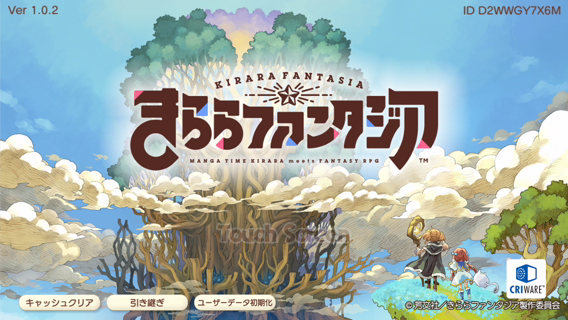 Ver 1.0.2
ID D2WWGY7X6M
KIRARA FANTASIA
きららファンタジア
TM
MANGA TIME KIRARA meets FANTASY RPG
Touch
CRIWARE
キャッシュクリア
引き継ぎ
ユーザーデータ初期化
©芳文社/きららファンタジア製作委員会